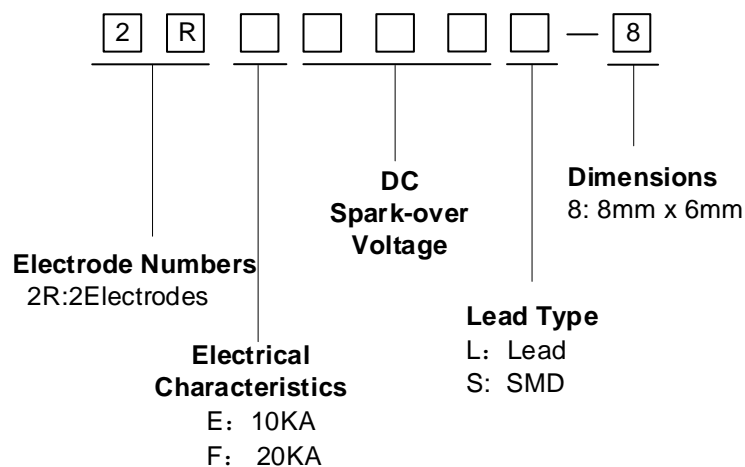 2 R □ □ □ □ □ — 8
DC
Spark-over
Voltage
Dimensions
8: 8mm x 6mm
Electrode Numbers
2R:2Electrodes
Lead Type
L：Lead
S: SMD
Electrical
Characteristics
E：10KA
F： 20KA